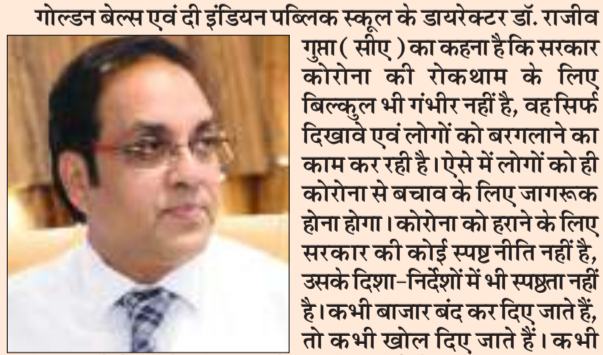 गोल्डन बेल्स एवं दी इंडियन पब्लिक स्कूल के डायरेक्टर डॉ. राजीव
गुप्ता ( सीए ) का कहना है कि सरकार
कोरोना की रोकथाम के लिए
बिल्कुल भी गंभीर नहीं है, वह सिर्फ
दिखावे एवं लोगों को बरगलाने का
काम कर रही है। ऐसे में लोगों को ही
कोरोना से बचाव के लिए जागरूक
होना होगा। कोरोना को हराने के लिए
सरकार की कोई स्पष्ट नीति नहीं है,
उसके दिशा-निर्देशों में भी स्पष्ठता नहीं
है। कभी बाजार बंद कर दिए जाते हैं,
तो कभी खोल दिए जाते हैं। कभी